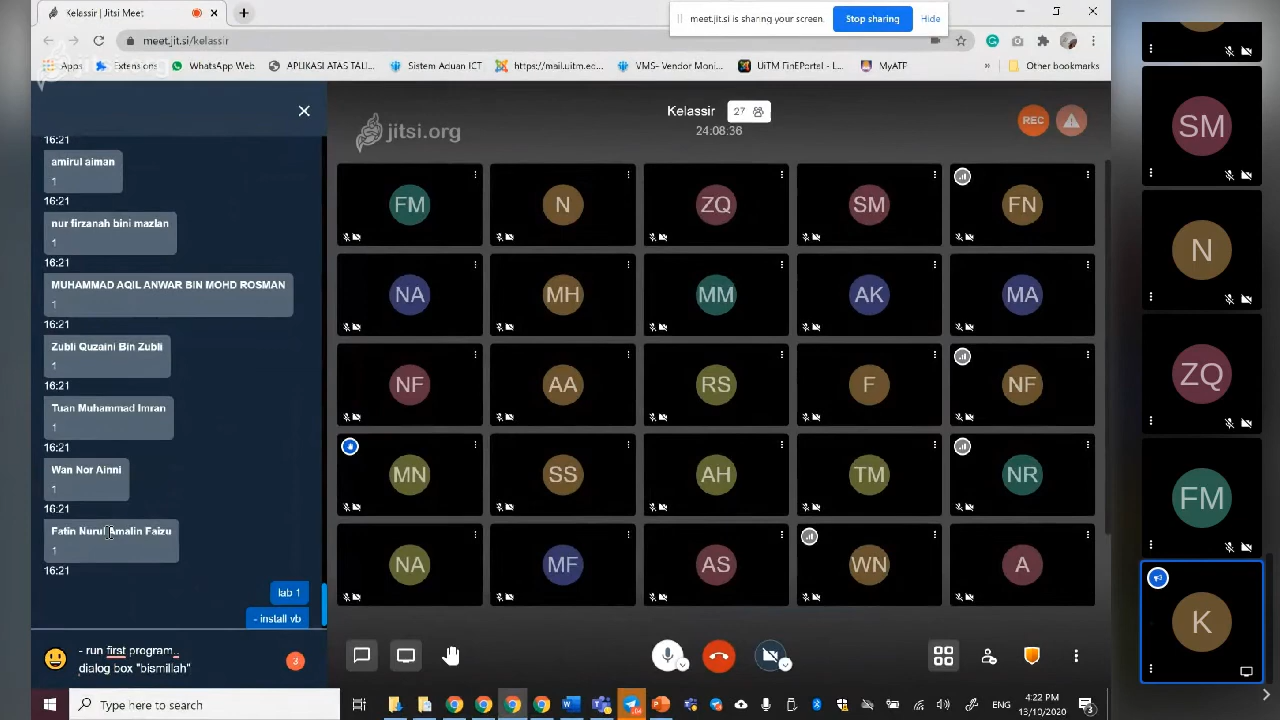 Kelassir | Jitsi Meet
meet.jit.si is sharing your screen.
Stop sharing
Hide
meet.jit.si/kelassir
Apps
Extensions
WhatsApp Web
APLIKASI ATAS TALI...
Sistem Aduan ICT
https://mail.uitm.ed...
VMS- Vendor Moni...
UiTM FinEPortal - L...
MyATP
»
Other bookmarks
16:21
amirul aiman
1
16:21
nur firzanah bini mazlan
1
16:21
MUHAMMAD AQIL ANWAR BIN MOHD ROSMAN
1
16:21
Zubli Quzaini Bin Zubli
1
16:21
Tuan Muhammad Imran
1
16:21
Wan Nor Ainni
1
16:21
Fatin Nurul Amalin Faizu
1
16:21
lab 1
- install vb
- run first program..
dialog box "bismillah"
3
jitsi.org
Kelassir
27
24:08:36
REC
FM
N
ZQ
SM
FN
NA
MH
MM
AK
MA
NF
AA
RS
F
NF
MN
SS
AH
TM
NR
NA
MF
AS
WN
A
SM
N
ZQ
FM
K
Type here to search
ENG
4:22 PM
13/10/2020
3